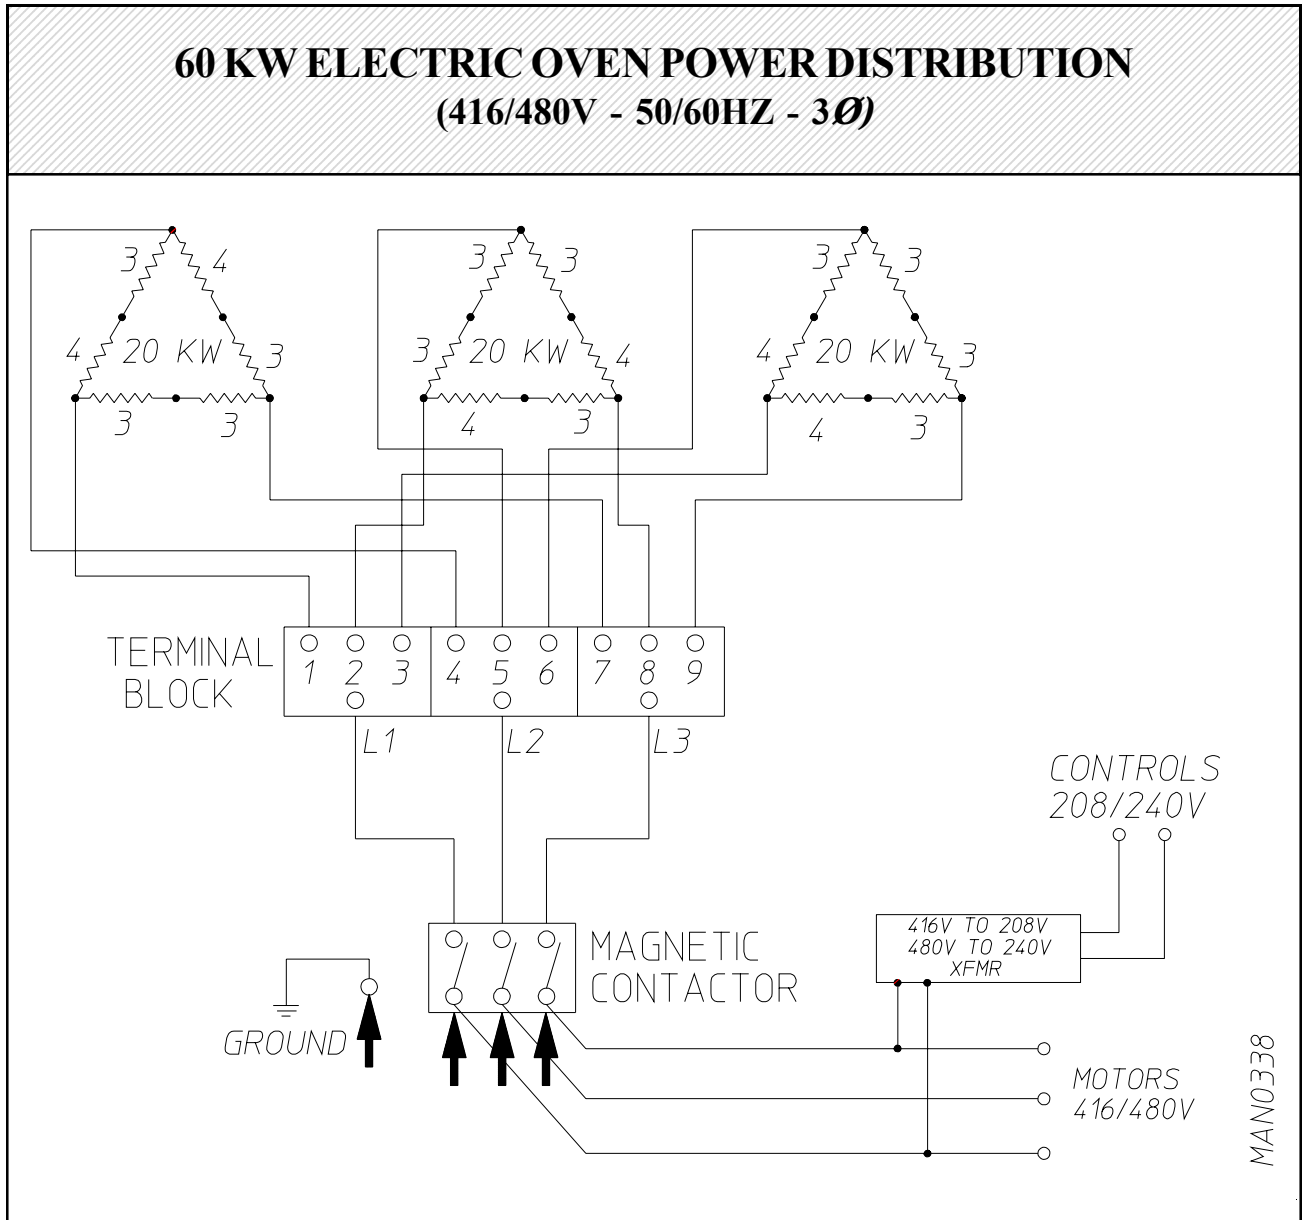 60 KW ELECTRIC OVEN POWER DISTRIBUTION
(416/480V - 50/60HZ - 3Ø)
3 4 3 3 3 3
4 20 KW 3 3 20 KW 4 4 20 KW 3
3 3 4 3 4 3
TERMINAL
BLOCK
1 2 3 4 5 6 7 8 9
L1 L2 L3
CONTROLS
208/240V
MAGNETIC
CONTACTOR
416V TO 208V
480V TO 240V
XFMR
GROUND
MOTORS
416/480V
MAN0338